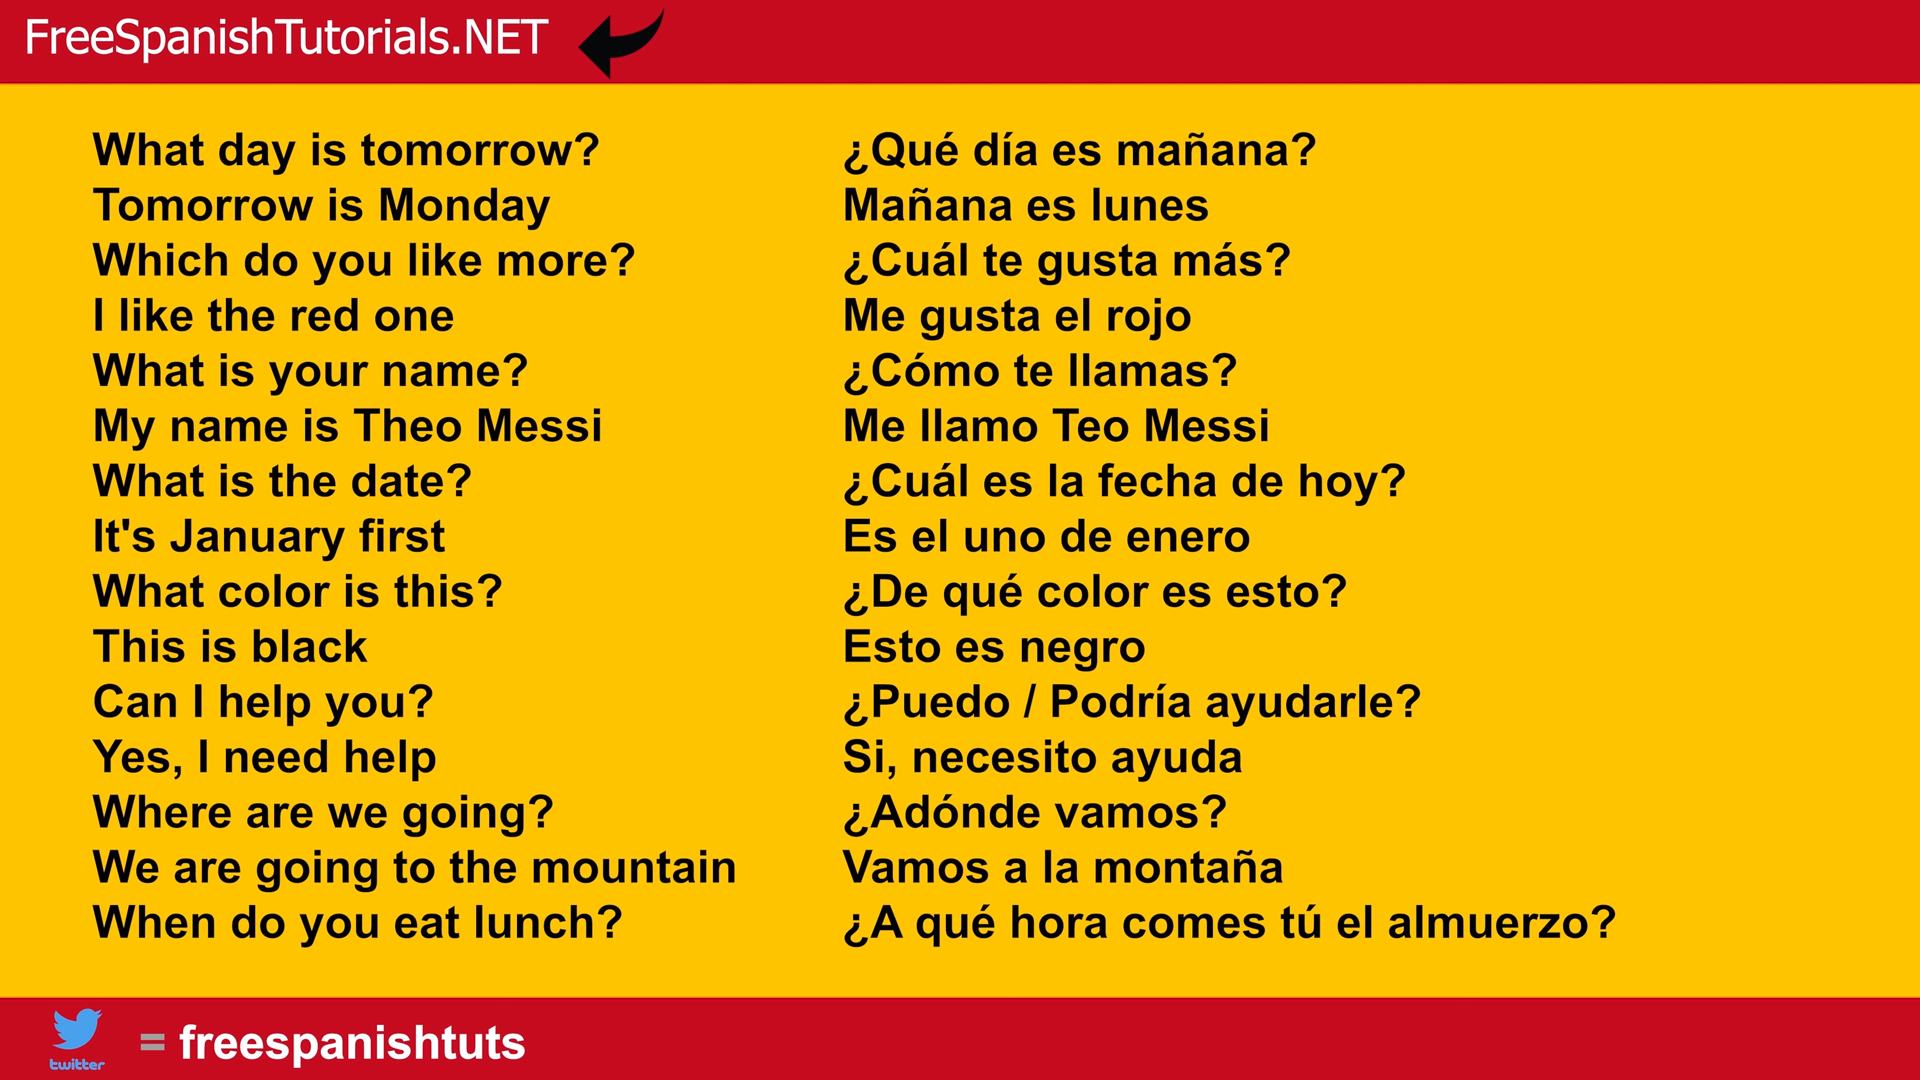 FreeSpanishTutorials.NET
What day is tomorrow? ¿Qué día es mañana?
Tomorrow is Monday Mañana es lunes
Which do you like more? ¿Cuál te gusta más?
I like the red one Me gusta el rojo
What is your name? ¿Cómo te llamas?
My name is Theo Messi Me llamo Teo Messi
What is the date? ¿Cuál es la fecha de hoy?
It's January first Es el uno de enero
What color is this? ¿De qué color es esto?
This is black Esto es negro
Can I help you? ¿Puedo / Podría ayudarle?
Yes, I need help Si, necesito ayuda
Where are we going? ¿Adónde vamos?
We are going to the mountain Vamos a la montaña
When do you eat lunch? ¿A qué hora comes tú el almuerzo?
twitter = freespanishtuts